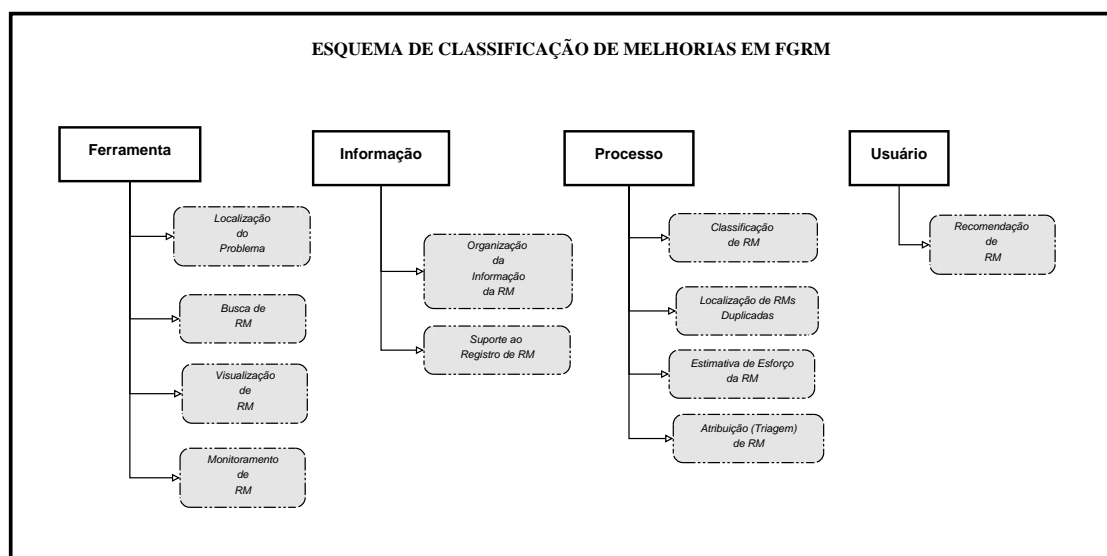 ESQUEMA DE CLASSIFICAÇÃO DE MELHORIAS EM FGRM
Ferramenta
Localização
do
Problema
Busca de
RM
Visualização
de
RM
Monitoramento
de
RM
Informação
Organização
da
Informação
da RM
Suporte ao
Registro de RM
Processo
Classificação
de RM
Localização de RMs
Duplicadas
Estimativa de Esforço
da RM
Atribuição (Triagem)
de RM
Usuário
Recomendação
de
RM